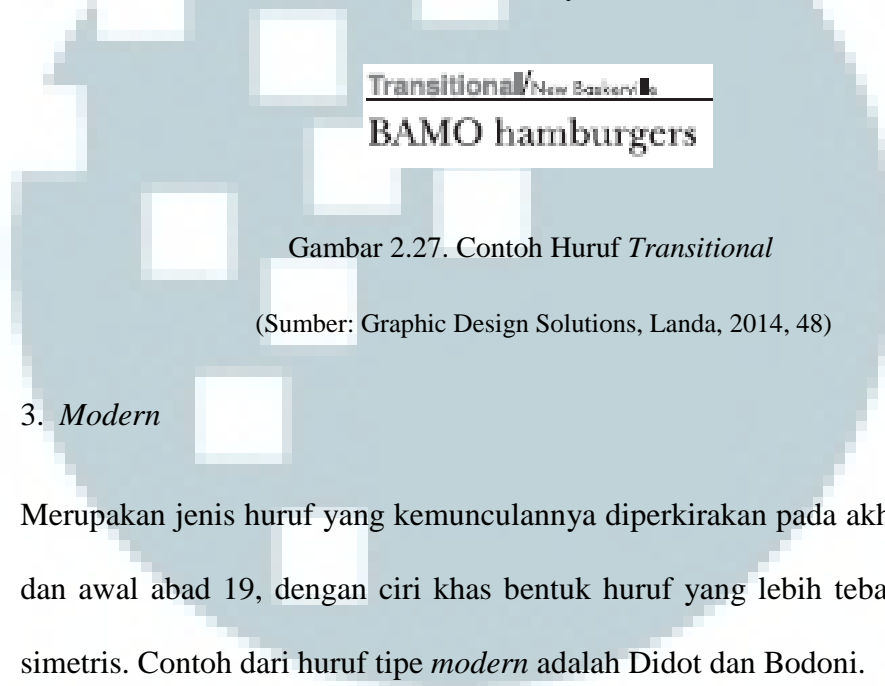 Transitional/New Baskerville
BAMO hamburgers
Gambar 2.27. Contoh Huruf Transitional
(Sumber: Graphic Design Solutions, Landa, 2014, 48)
3. Modern
Merupakan jenis huruf yang kemunculannya diperkirakan pada
dan awal abad 19, dengan ciri khas bentuk huruf yang lebih
simetris. Contoh dari huruf tipe modern adalah Didot dan Bodoni.